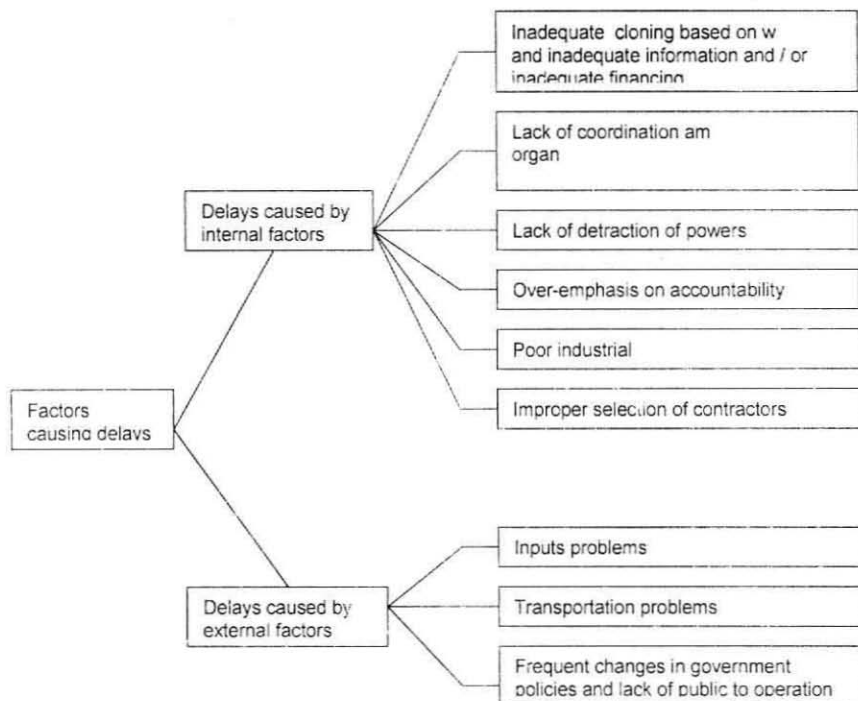 Inadequate cloning based on w
and inadequate information and / or
inadequate financing
Lack of coordination am
organ
Delays caused by
internal factors
Lack of detraction of powers
Over-emphasis on accountability
Poor industrial
Factors
causing delays
Improper selection of contractors
Inputs problems
Delays caused by
external factors
Transportation problems
Frequent changes in government
policies and lack of public to operation